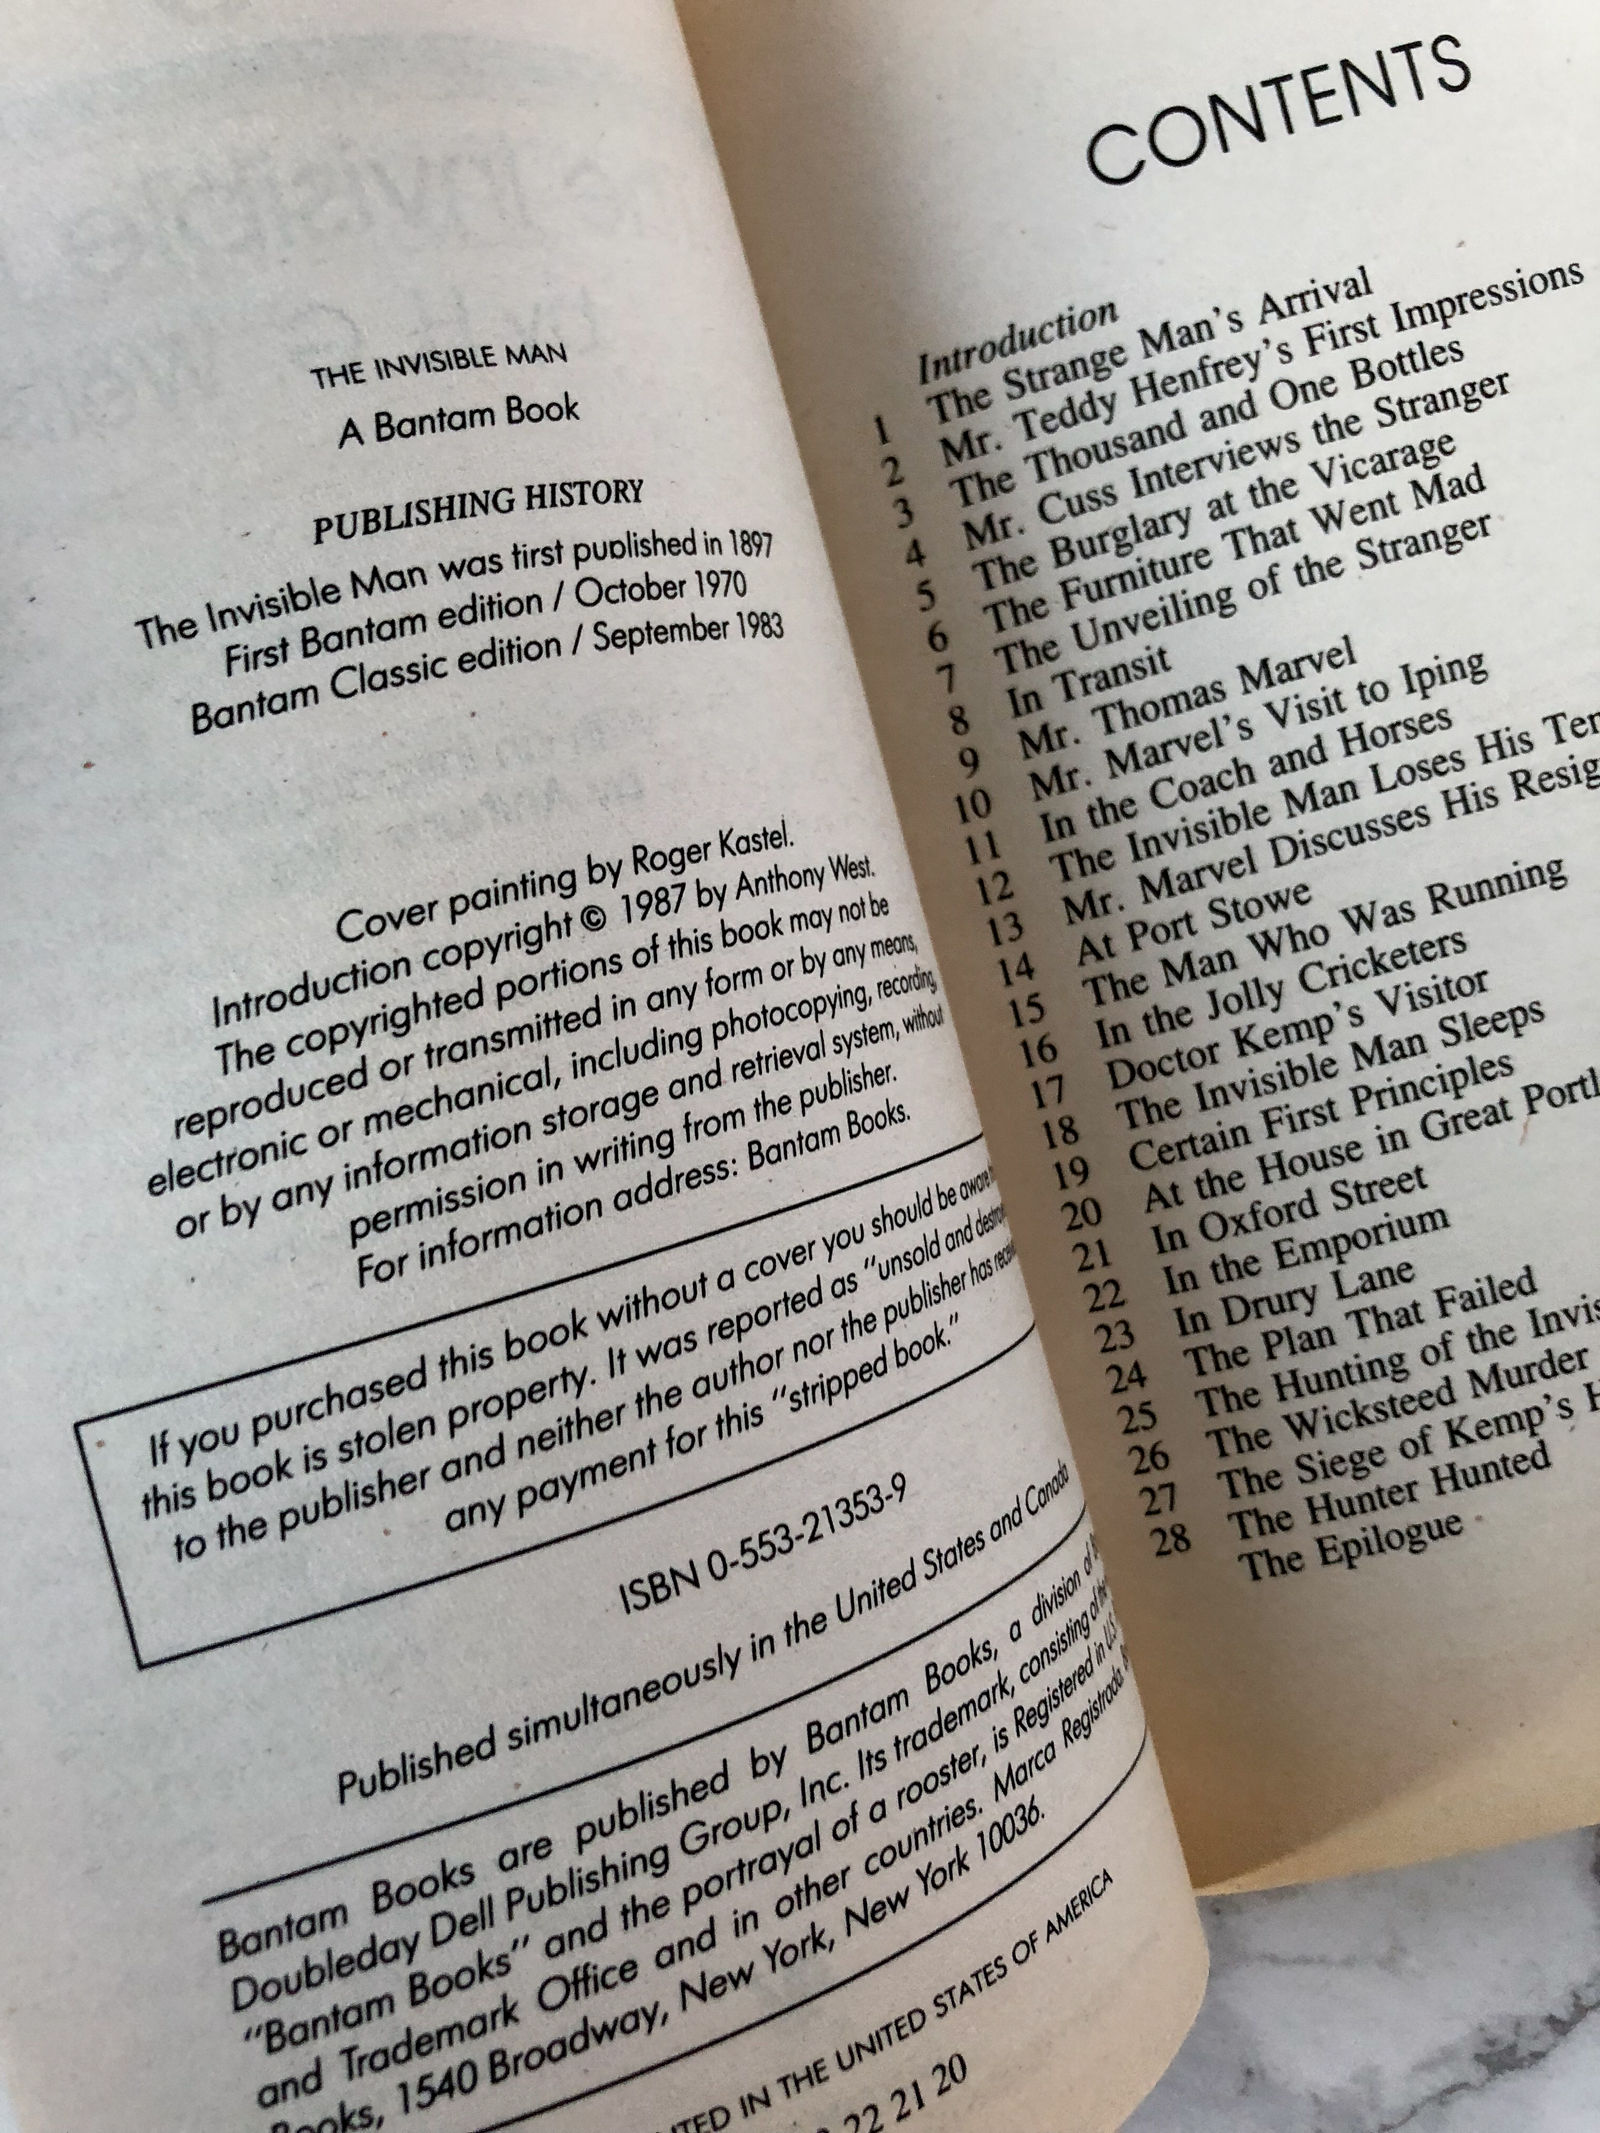 THE INVISIBLE MAN
A Bantam Book
PUBLISHING HISTORY
The Invisible Man was first published in 1897
First Bantam edition / October 1970
Bantam Classic edition / September 1983
Cover painting by Roger Kastel.
Introduction copyright © 1987 by Anthony West.
The copyrighted portions of this book may not be
reproduced or transmitted in any form or by any means,
electronic or mechanical, including photocopying, recording,
or by any information storage and retrieval system, without
permission in writing from the publisher.
For information address: Bantam Books.
If you purchased this book without a cover you should be aware
this book is stolen property. It was reported as "unsold and
to the publisher and neither the author nor the publisher has
any payment for this "stripped book."
ISBN 0-553-21353-9
Published simultaneously in the United States and Canada
Bantam Books are published by Bantam Books, a division of
Doubleday Dell Publishing Group, Inc. Its trademark, consisting of the
"Bantam Books" and the portrayal of a rooster, is Registered in U.S.
and Trademark Office and in other countries. Marca Registrada.
Books, 1540 Broadway, New York, New York 10036.
IN THE UNITED STATES OF AMERICA
22 21 20
CONTENTS
Introduction
1 The Strange Man's Arrival
2 Mr. Teddy Henfrey's First Impressions
3 The Thousand and One Bottles
4 Mr. Cuss Interviews the Stranger
5 The Burglary at the Vicarage
6 The Furniture That Went Mad
7 The Unveiling of the Stranger
8 In Transit
9 Mr. Thomas Marvel
10 Mr. Marvel's Visit to Iping
11 In the Coach and Horses
12 The Invisible Man Loses His
13 Mr. Marvel Discusses His
14 At Port Stowe
15 The Man Who Was Running
16 In the Jolly Cricketers
17 Doctor Kemp's Visitor
18 The Invisible Man Sleeps
19 Certain First Principles
20 At the House in Great
21 In Oxford Street
22 In the Emporium
23 In Drury Lane
24 The Plan That Failed
25 The Hunting of the
26 The Wicksteed Murder
27 The Siege of Kemp's
28 The Hunter Hunted
The Epilogue